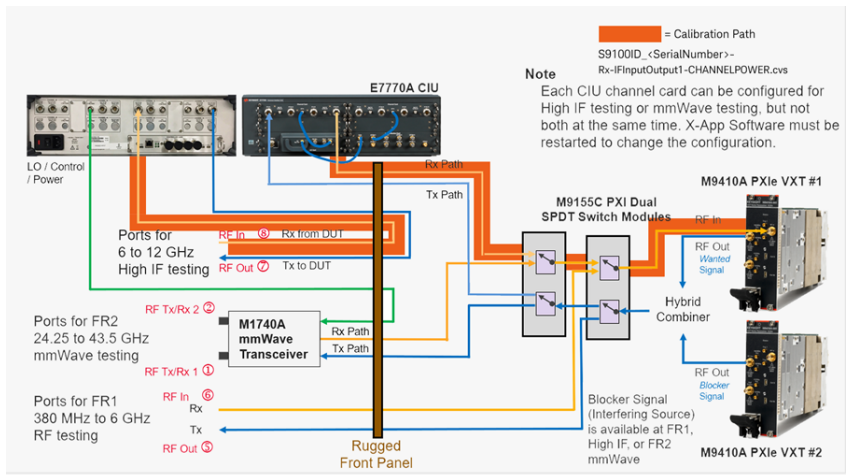 = Calibration Path
S9100ID_<SerialNumber>-
Rx-IFInputOutput1-CHANNELPOWER.cvs
Note
Each CIU channel card can be configured for
High IF testing or mmWave testing, but not
both at the same time. X-App Software must be
restarted to change the configuration.
E7770A CIU
LO / Control
/ Power
Rx Path
Tx Path
M9155C PXI Dual
SPDT Switch Modules
M9410A PXIe VXT #1
RF In
RF Out
Wanted
Signal
Ports for
6 to 12 GHz
High IF testing
RF In ⑧ Rx from DUT
RF Out ⑦ Tx to DUT
Hybrid
Combiner
RF Tx/Rx 2 ②
Ports for FR2
24.25 to 43.5 GHz
mmWave testing
M1740A
mmWave
Transceiver
Rx Path
Tx Path
RF Tx/Rx 1 ①
RF Out
Blocker
Signal
Ports for FR1
380 MHz to 6 GHz
RF testing
RF In ⑥
Rx
Tx
RF Out ⑤
Blocker Signal
(Interfering Source)
is available at FR1,
High IF, or FR2
mmWave
M9410A PXIe VXT #2
Rugged
Front Panel